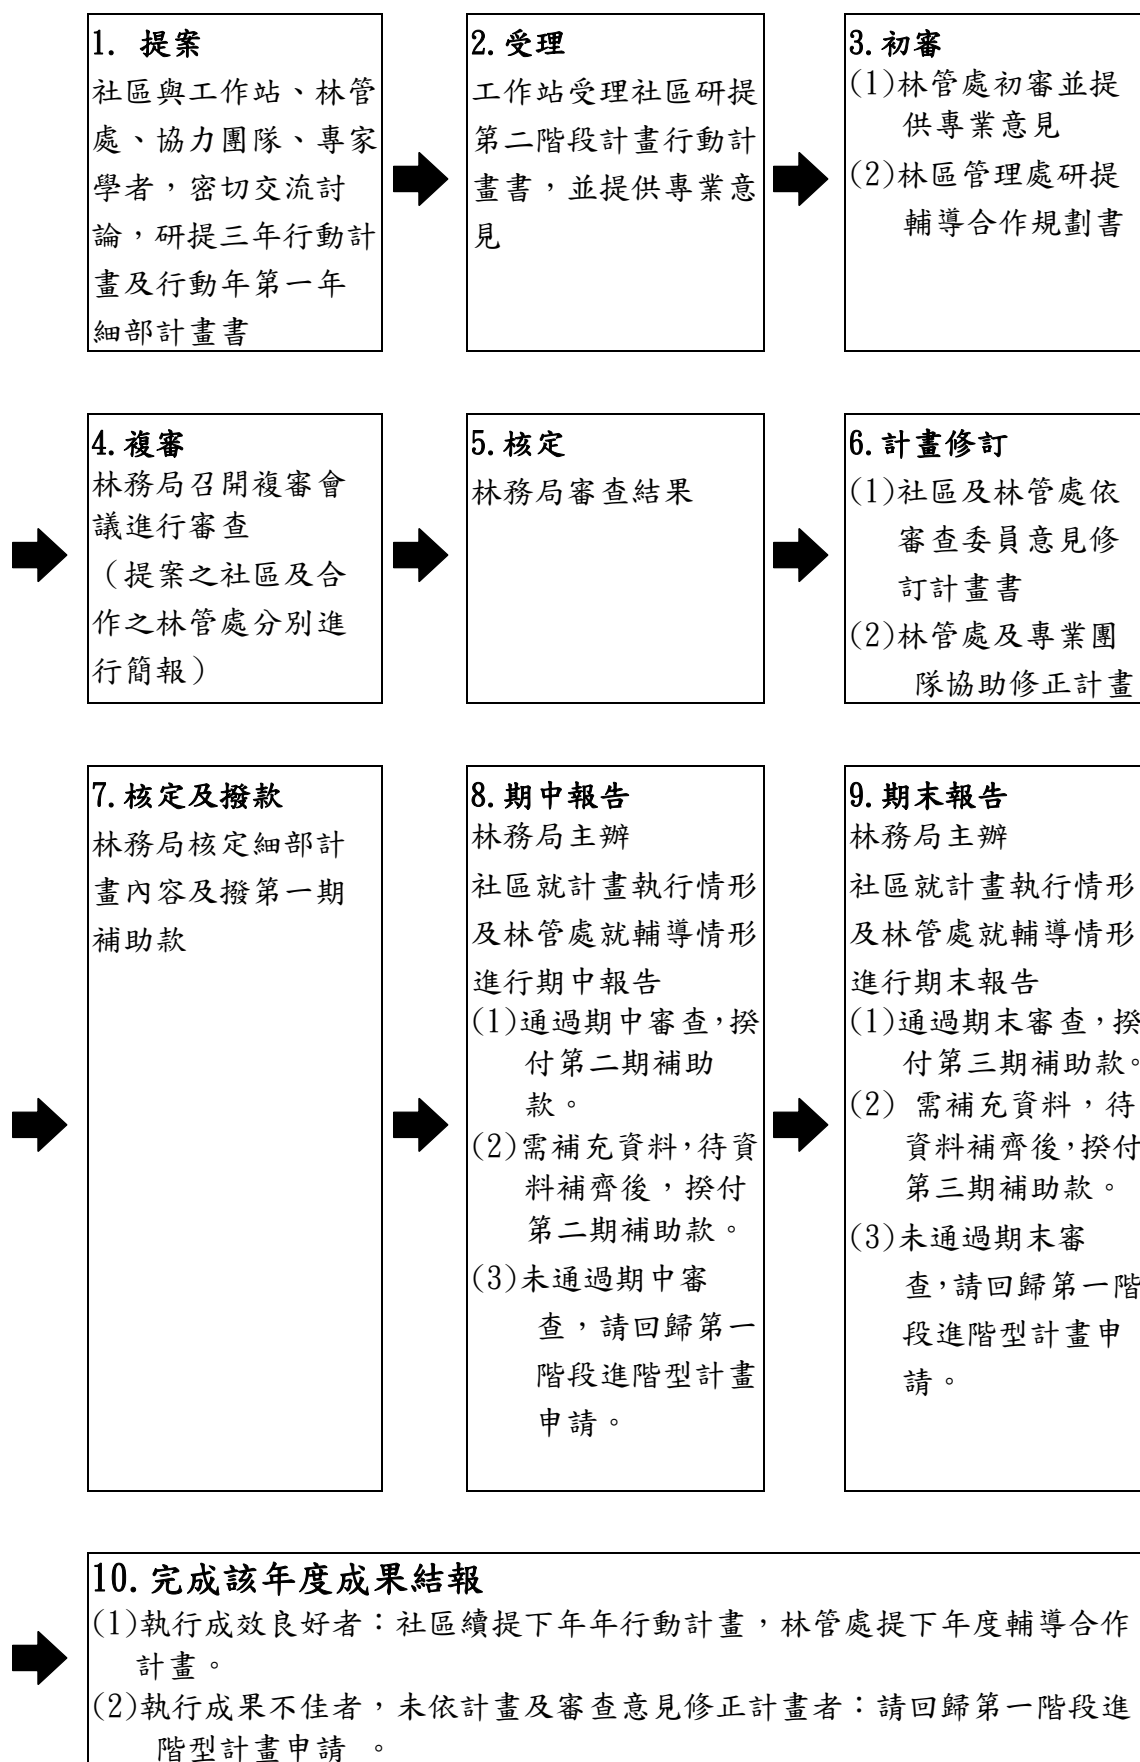 1. 提案
社區與工作站、林管
處、協力團隊、專家
學者，密切交流討
論，研提三年行動計
畫及行動年第一年
細部計畫書
2.受理
工作站受理社區研提
第二階段計畫行動計
畫書，並提供專業意
見
3.初審
(1)林管處初審並提
供專業意見
(2)林區管理處研提
輔導合作規劃書
4.複審
林務局召開複審會
議進行審查
（提案之社區及合
作之林管處分別進
行簡報）
5.核定
林務局審查結果
6.計畫修訂
(1)社區及林管處依
審查委員意見修
訂計畫書
(2)林管處及專業團
隊協助修正計畫
7.核定及撥款
林務局核定細部計
畫內容及撥第一期
補助款
8.期中報告
林務局主辦
社區就計畫執行情形
及林管處就輔導情形
進行期中報告
(1)通過期中審查，揆
付第二期補助
款。
(2)需補充資料，待資
料補齊後，揆付
第二期補助款。
(3)未通過期中審
查，請回歸第一
階段進階型計畫
申請。
9.期末報告
林務局主辦
社區就計畫執行情形
及林管處就輔導情形
進行期末報告
(1)通過期末審查，揆
付第三期補助款。
(2) 需補充資料，待
資料補齊後，揆付
第三期補助款。
(3)未通過期末審
查，請回歸第一階
段進階型計畫申
請。
10.完成該年度成果結報
(1)執行成效良好者：社區續提下年年行動計畫，林管處提下年度輔導合作
計畫。
(2)執行成果不佳者，未依計畫及審查意見修正計畫者：請回歸第一階段進
階型計畫申請 。